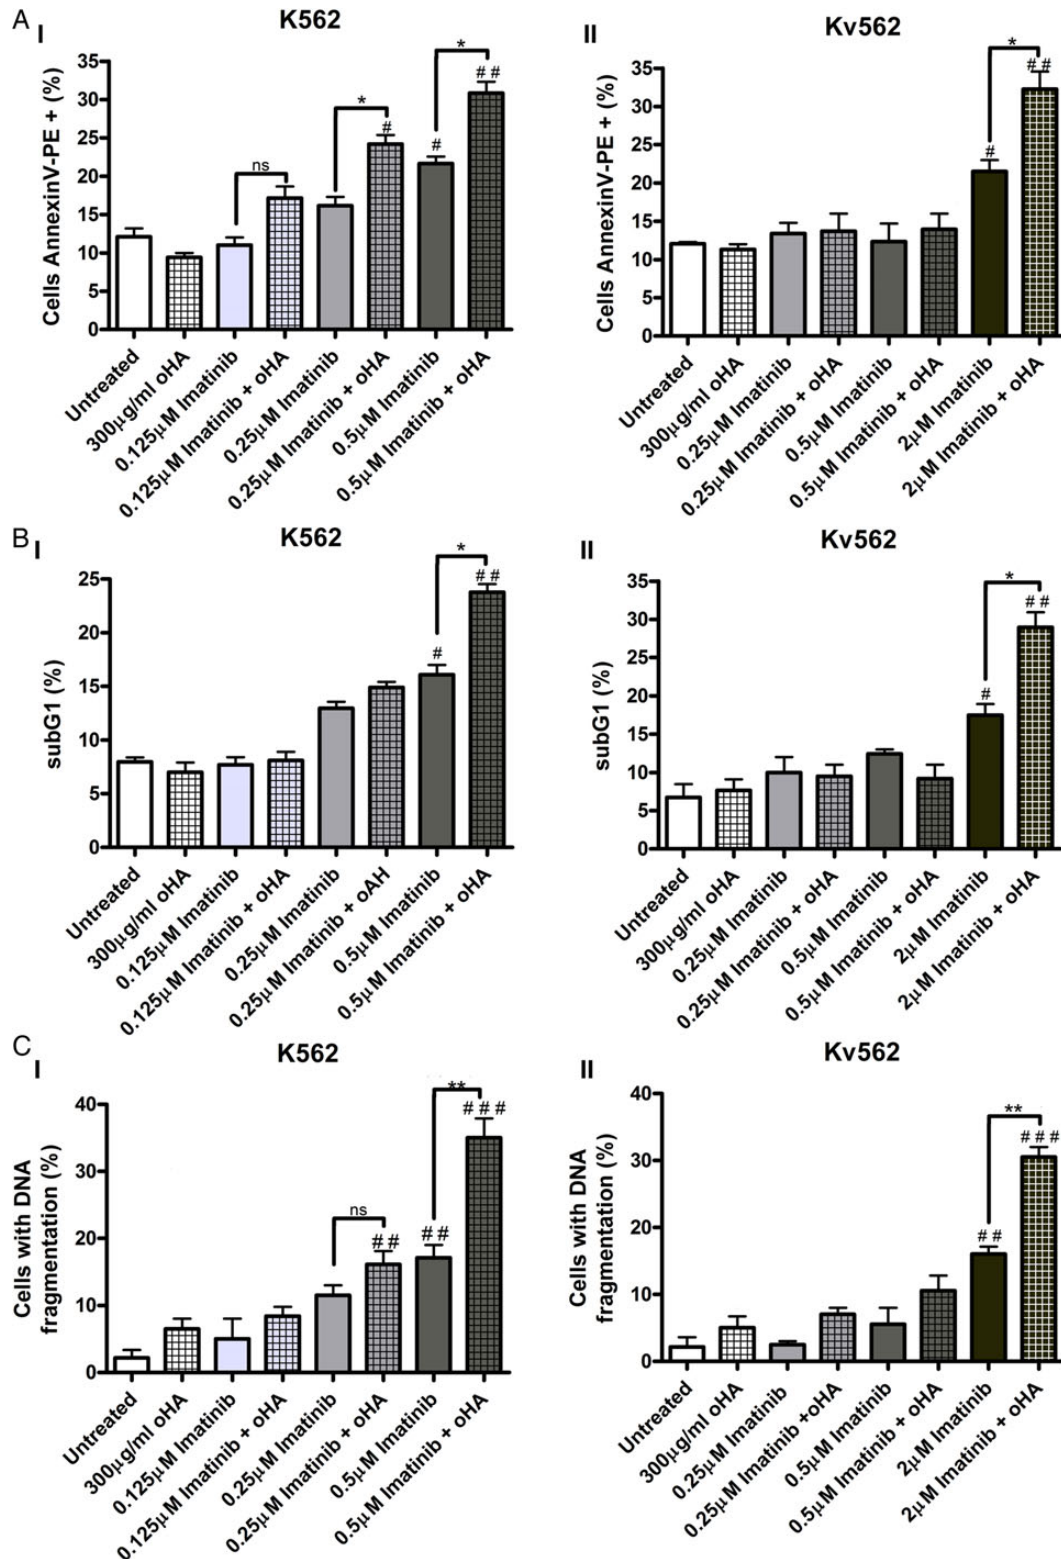 A
I
K562
Cells AnnexinV-PE + (%)
35
30
25
20
15
10
5
0
ns
*
#
#
*
##
Untreated
300μg/ml oHA
0.125μM Imatinib
0.125μM Imatinib + oHA
0.25μM Imatinib
0.25μM Imatinib + oHA
0.5μM Imatinib
0.5μM Imatinib + oHA
II
Kv562
Cells AnnexinV-PE + (%)
35
30
25
20
15
10
5
0
#
*
##
Untreated
300μg/ml oHA
0.25μM Imatinib
0.25μM Imatinib + oHA
0.5μM Imatinib
0.5μM Imatinib + oHA
2μM Imatinib
2μM Imatinib + oHA
B
I
K562
subG1 (%)
25
20
15
10
5
0
#
*
##
Untreated
300μg/ml oHA
0.125μM Imatinib
0.125μM Imatinib + oHA
0.25μM Imatinib
0.25μM Imatinib + oAH
0.5μM Imatinib
0.5μM Imatinib + oHA
II
Kv562
subG1 (%)
35
30
25
20
15
10
5
0
#
*
##
Untreated
300μg/ml oHA
0.25μM Imatinib
0.25μM Imatinib + oHA
0.5μM Imatinib
0.5μM Imatinib + oHA
2μM Imatinib
2μM Imatinib + oHA
C
I
K562
Cells with DNA
fragmentation (%)
40
30
20
10
0
ns
##
##
**
###
Untreated
300μg/ml oHA
0.125μM Imatinib
0.125μM Imatinib + oHA
0.25μM Imatinib
0.25μM Imatinib + oHA
0.5μM Imatinib
0.5μM Imatinib + oHA
II
Kv562
Cells with DNA
fragmentation (%)
40
30
20
10
0
##
**
###
Untreated
300μg/ml oHA
0.25μM Imatinib
0.25μM Imatinib +oHA
0.5μM Imatinib
0.5μM Imatinib + oHA
2μM Imatinib
2μM Imatinib + oHA